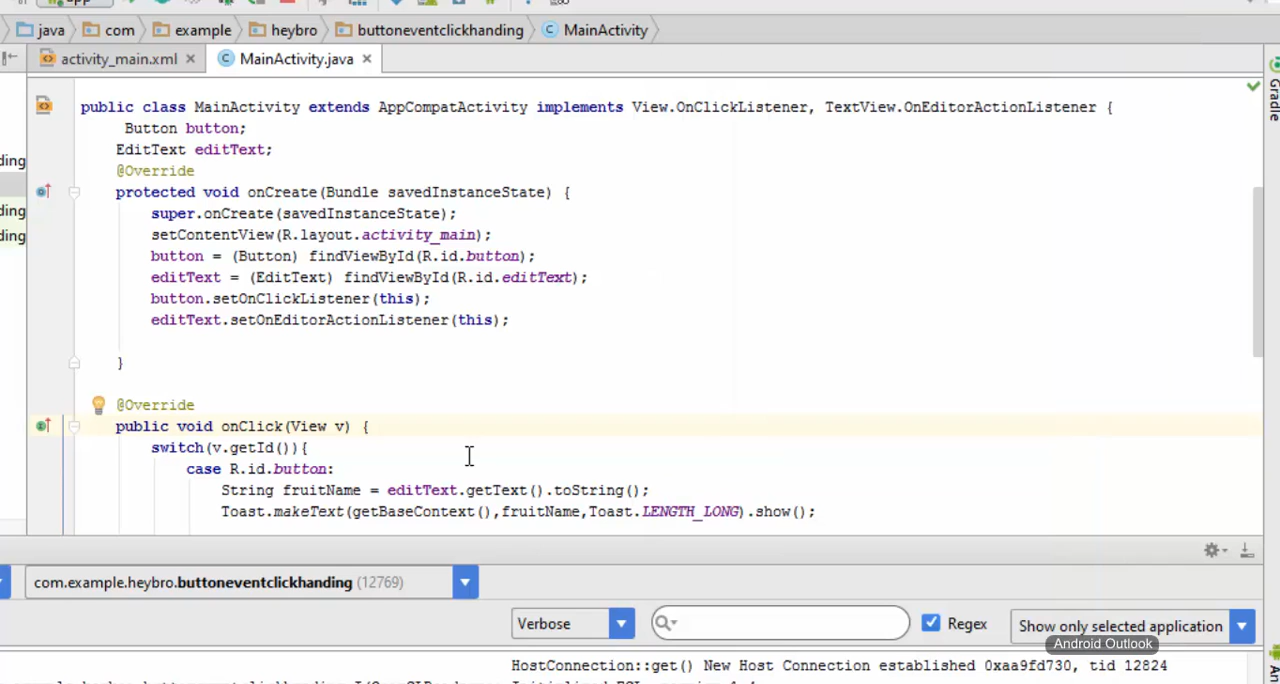 app
java com example heybro buttoneventclickhanding MainActivity
activity_main.xml MainActivity.java
Gradle
public class MainActivity extends AppCompatActivity implements View.OnClickListener, TextView.OnEditorActionListener {
Button button;
EditText editText;
ding
@Override
protected void onCreate(Bundle savedInstanceState) {
ding
super.onCreate(savedInstanceState);
ding
setContentView(R.layout.activity_main);
button = (Button) findViewById(R.id.button);
editText = (EditText) findViewById(R.id.editText);
button.setOnClickListener(this);
editText.setOnEditorActionListener(this);
}
@Override
public void onClick(View v) {
switch(v.getId()){
case R.id.button:
String fruitName = editText.getText().toString();
Toast.makeText(getBaseContext(),fruitName,Toast.LENGTH_LONG).show();
com.example.heybro.buttoneventclickhanding (12769)
Verbose Regex Show only selected application
Android Outlook
HostConnection::get() New Host Connection established 0xaa9fd730, tid 12824